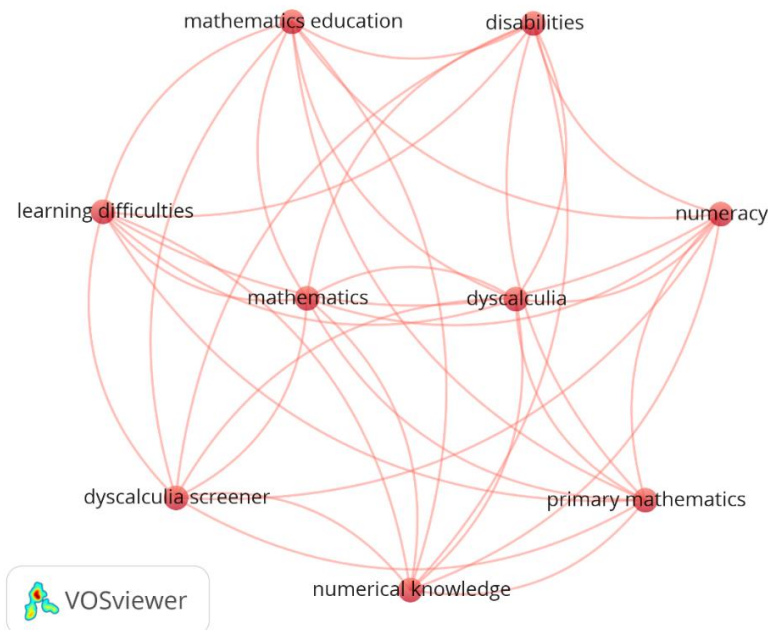 mathematics education
disabilities
learning difficulties
numeracy
mathematics
dyscalculia
dyscalculia screener
primary mathematics
numerical knowledge
VOSviewer